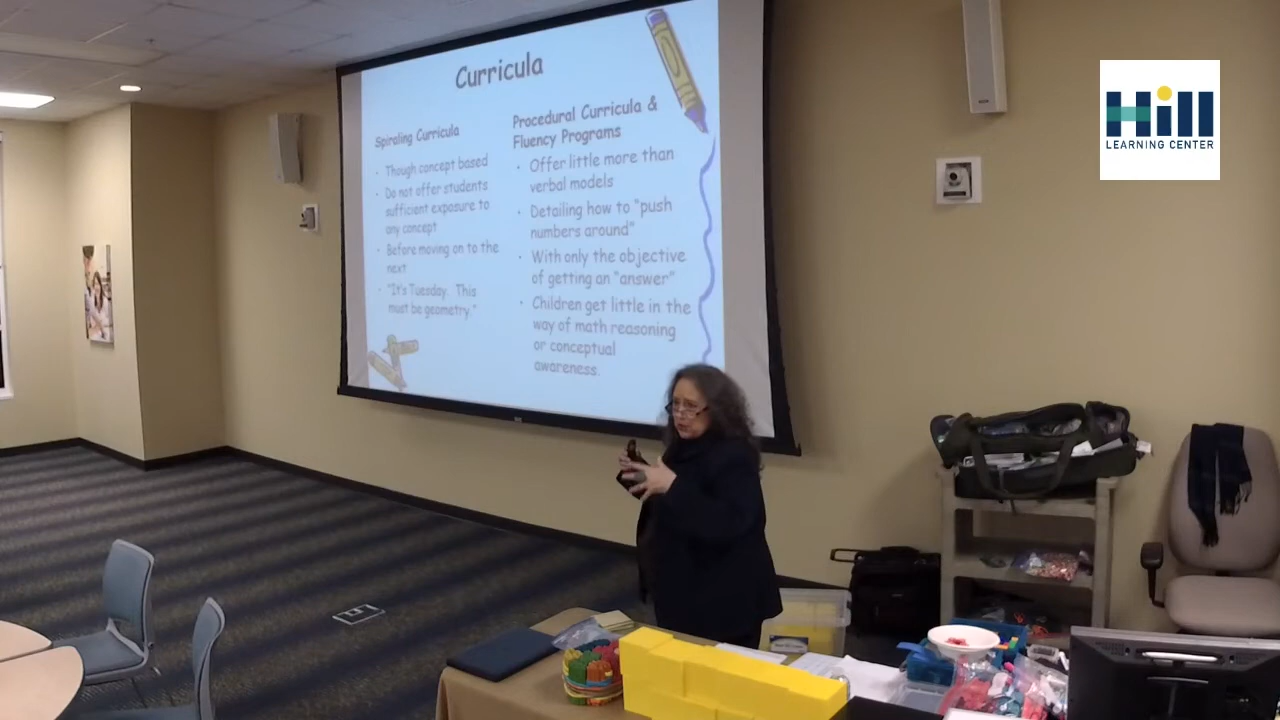 Curricula
Spiraling Curricula
• Though concept based
• Do not offer students
sufficient exposure to
any concept
• Before moving on to the
next
• "It's Tuesday. This
must be geometry."
Procedural Curricula &
Fluency Programs
• Offer little more than
verbal models
• Detailing how to "push
numbers around"
• With only the objective
of getting an "answer"
• Children get little in the
way of math reasoning
or conceptual
awareness.
Hill
LEARNING CENTER